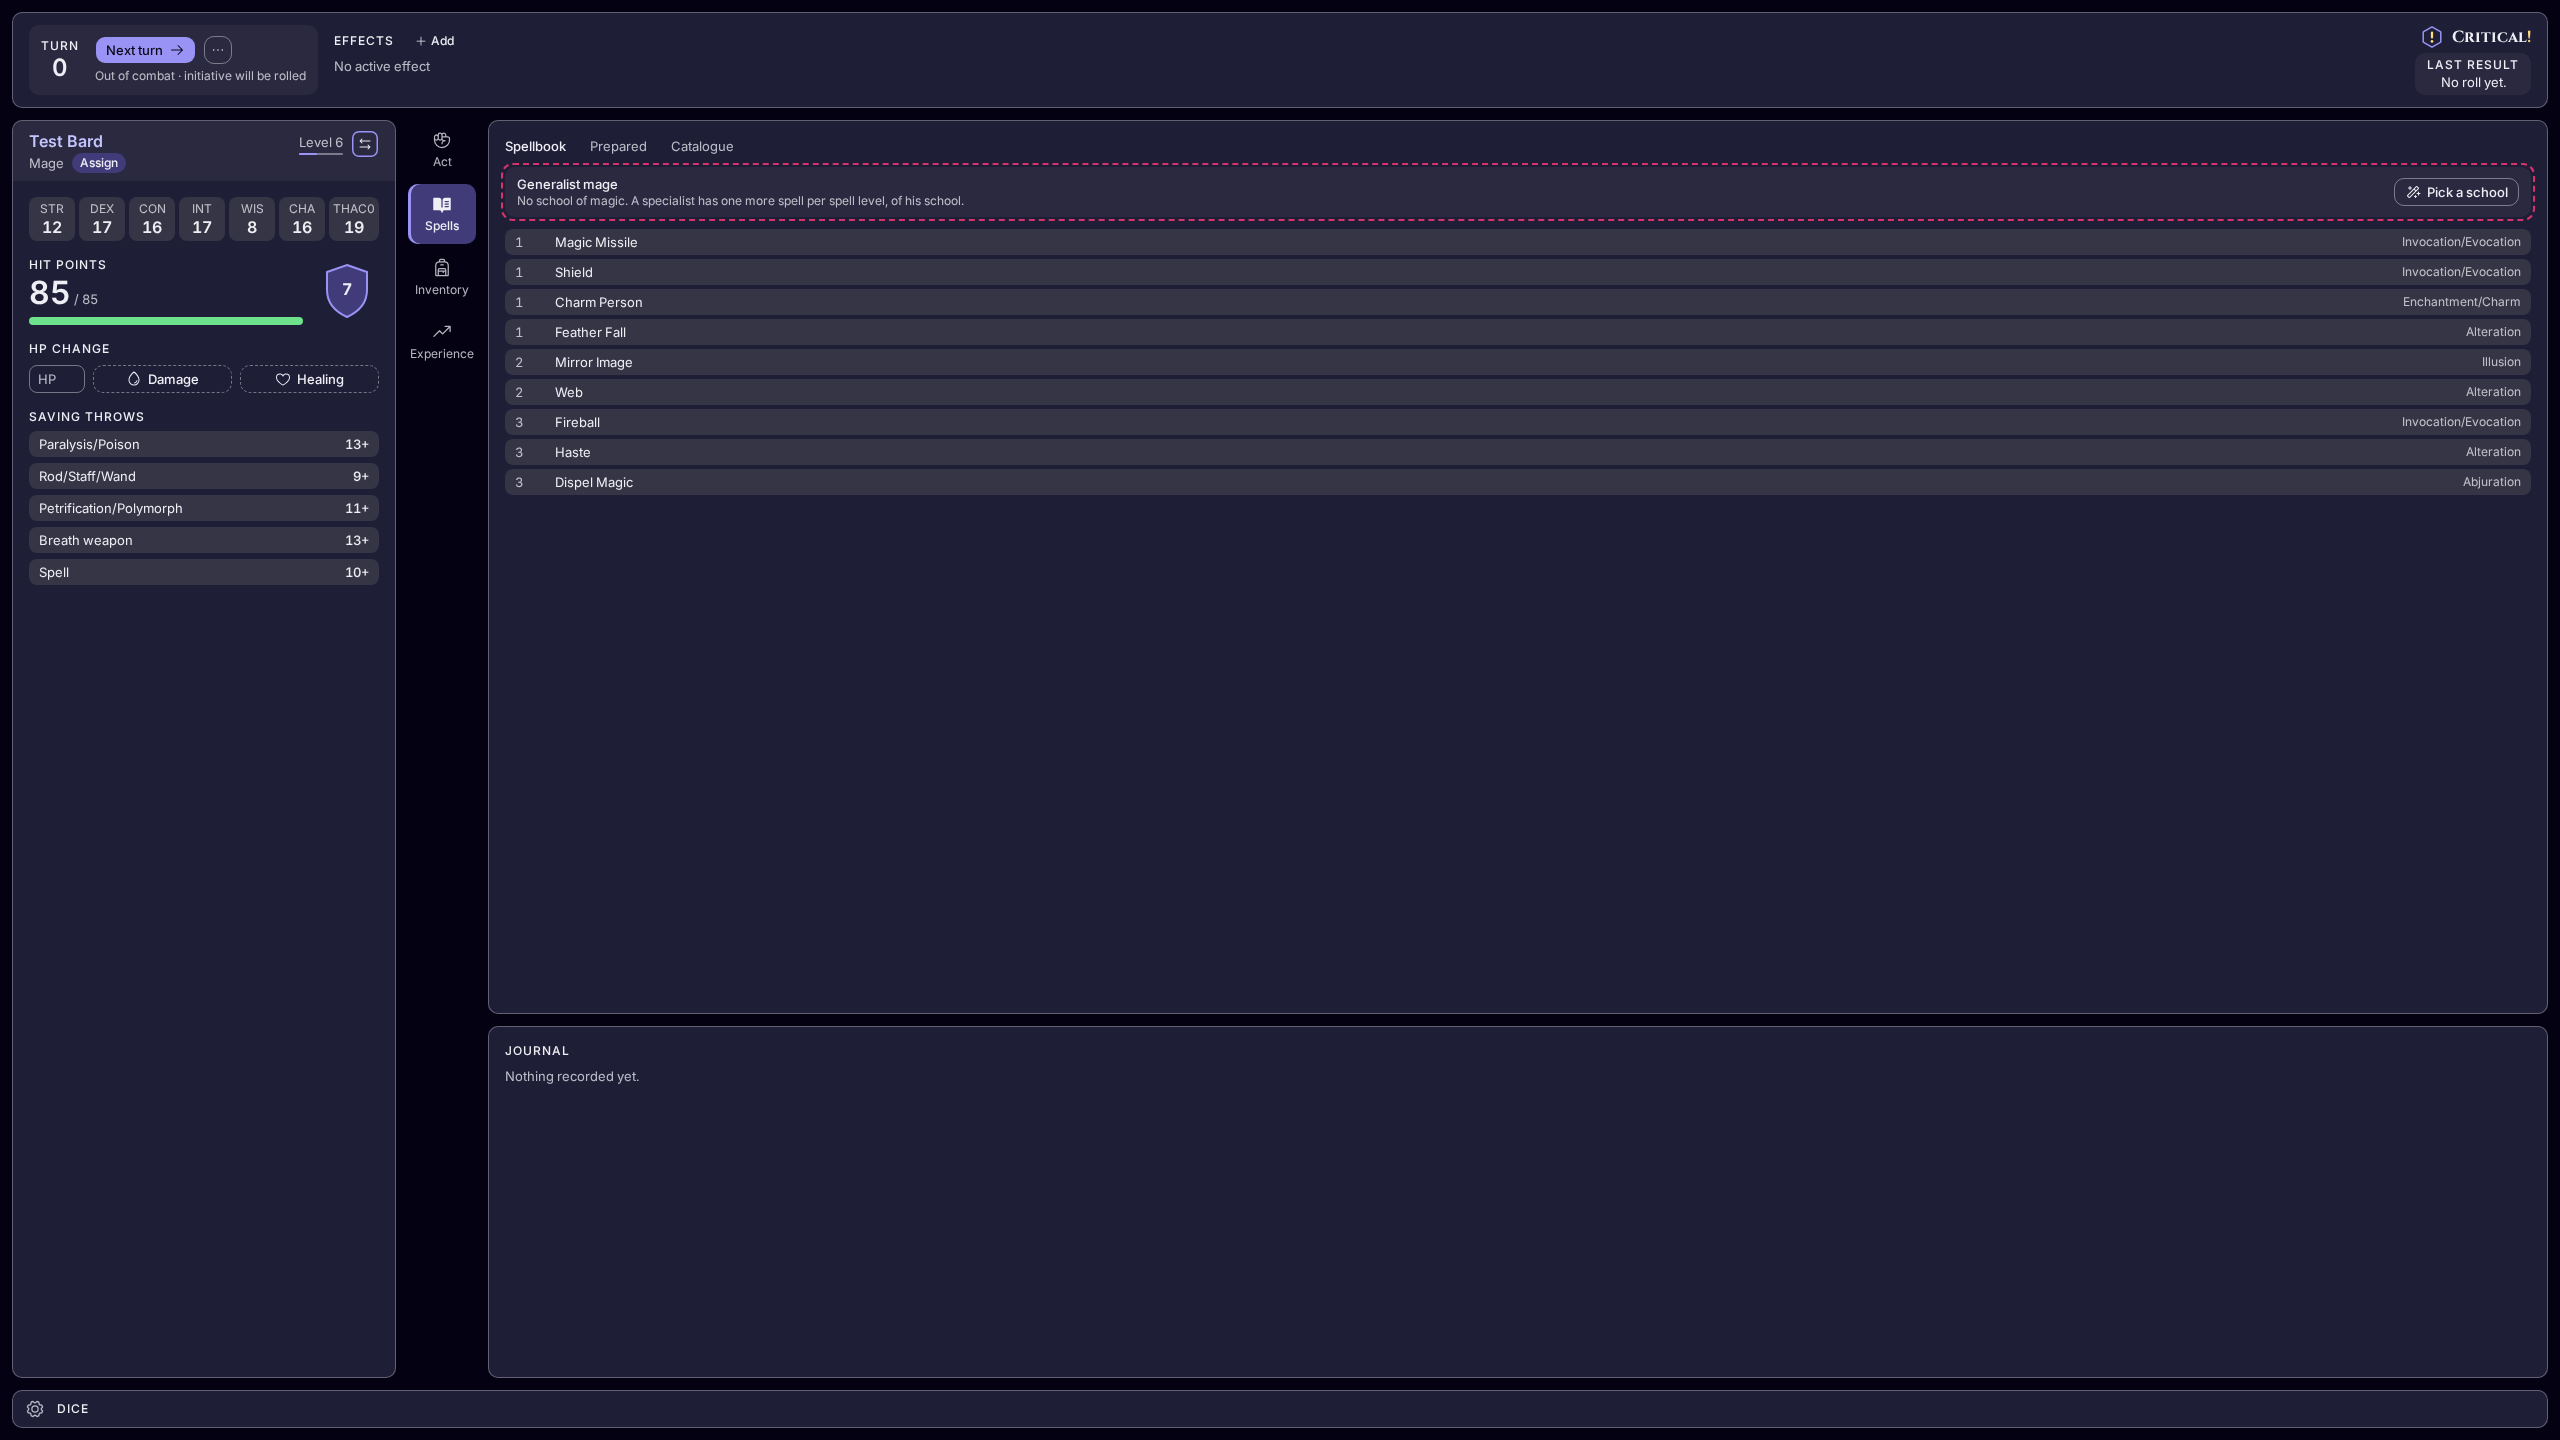 TURN
0
Next turn
Out of combat · initiative will be rolled
EFFECTS
Add
No active effect
CRITICAL!
LAST RESULT
No roll yet.
Test Bard
Mage Assign
Level 6
STR DEX CON INT WIS CHA THAC0
12 17 16 17 8 16 19
HIT POINTS
85 / 85
7
HP CHANGE
HP Damage Healing
SAVING THROWS
Paralysis/Poison 13+
Rod/Staff/Wand 9+
Petrification/Polymorph 11+
Breath weapon 13+
Spell 10+
Act
Spells
Inventory
Experience
Spellbook Prepared Catalogue
Generalist mage
No school of magic. A specialist has one more spell per spell level, of his school.
Pick a school
1 Magic Missile Invocation/Evocation
1 Shield Invocation/Evocation
1 Charm Person Enchantment/Charm
1 Feather Fall Alteration
2 Mirror Image Illusion
2 Web Alteration
3 Fireball Invocation/Evocation
3 Haste Alteration
3 Dispel Magic Abjuration
JOURNAL
Nothing recorded yet.
DICE